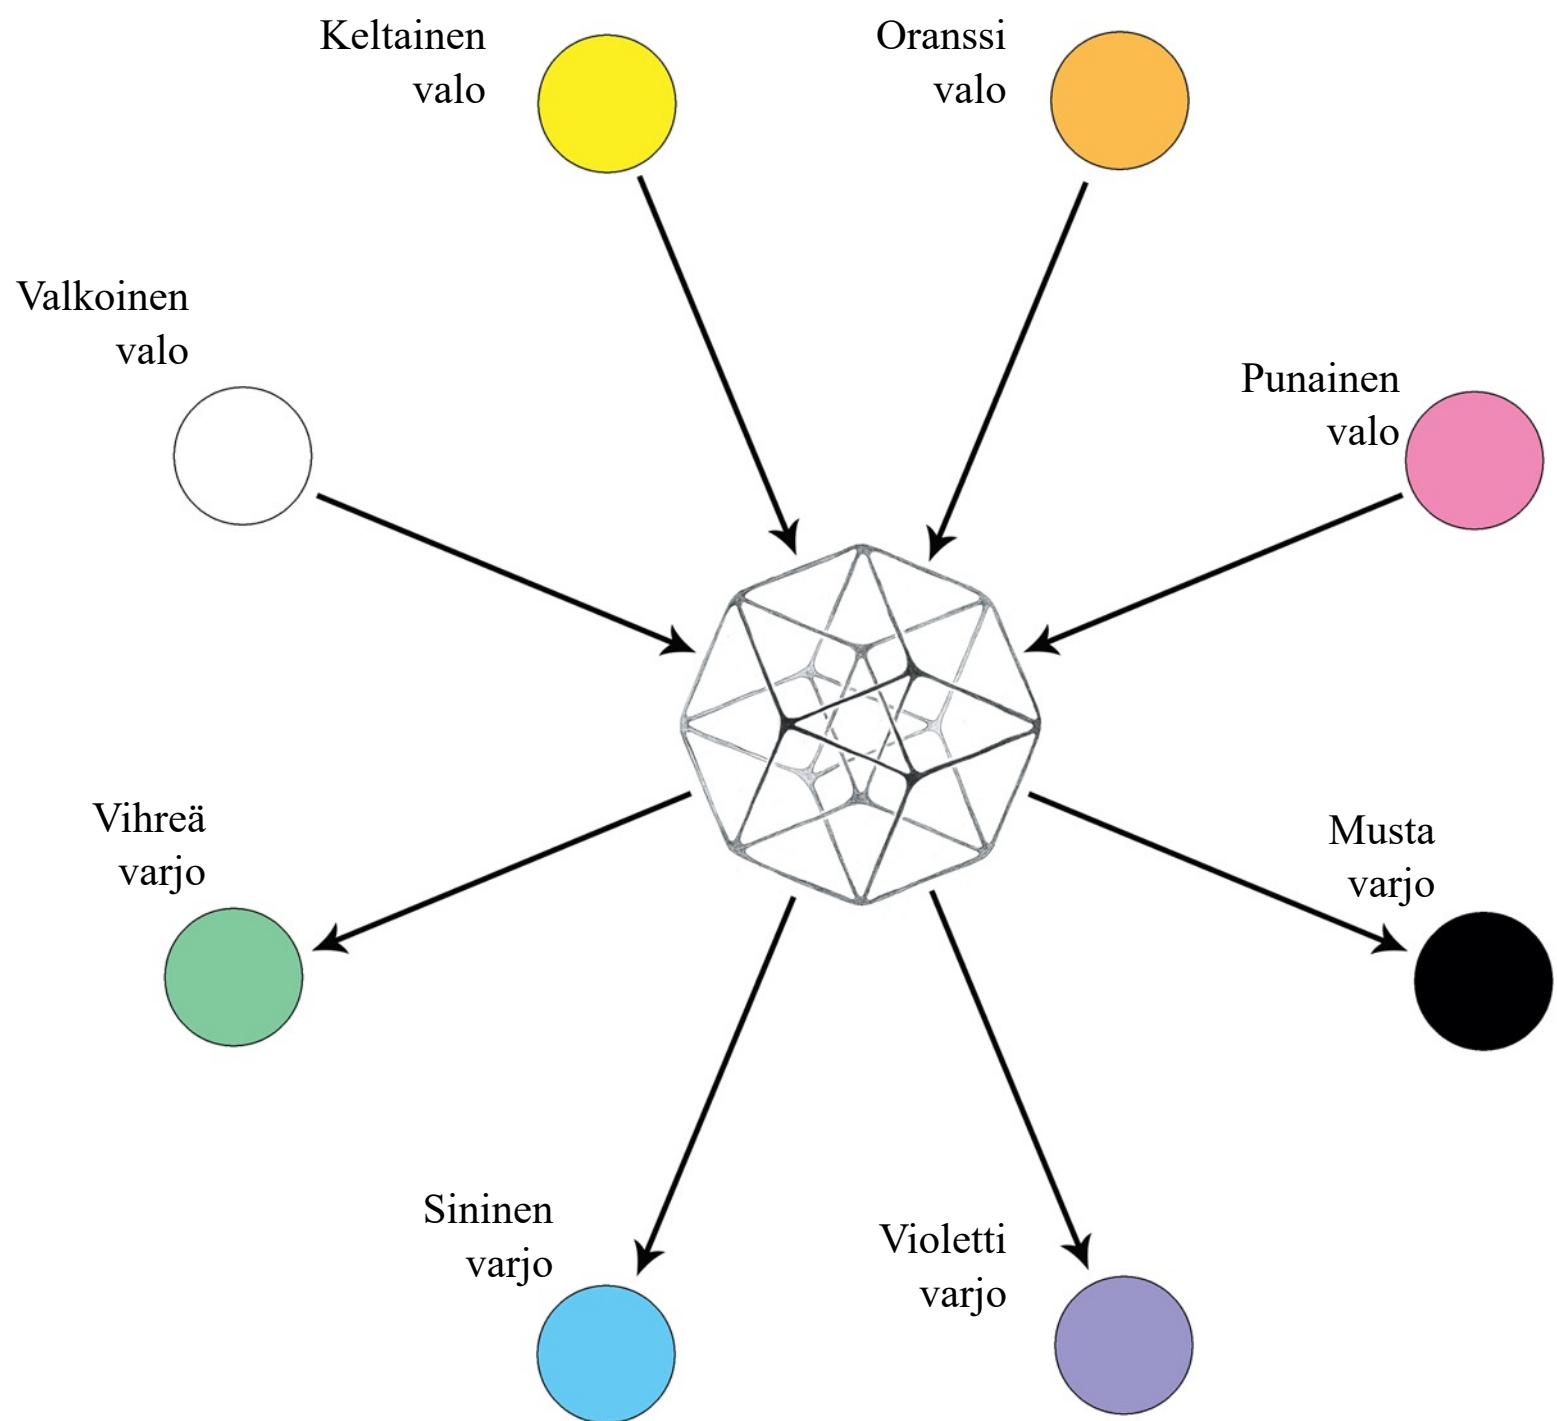 Keltainen
valo
Oranssi
valo
Valkoinen
valo
Punainen
valo
Vihreä
varjo
Musta
varjo
Sininen
varjo
Violetti
varjo